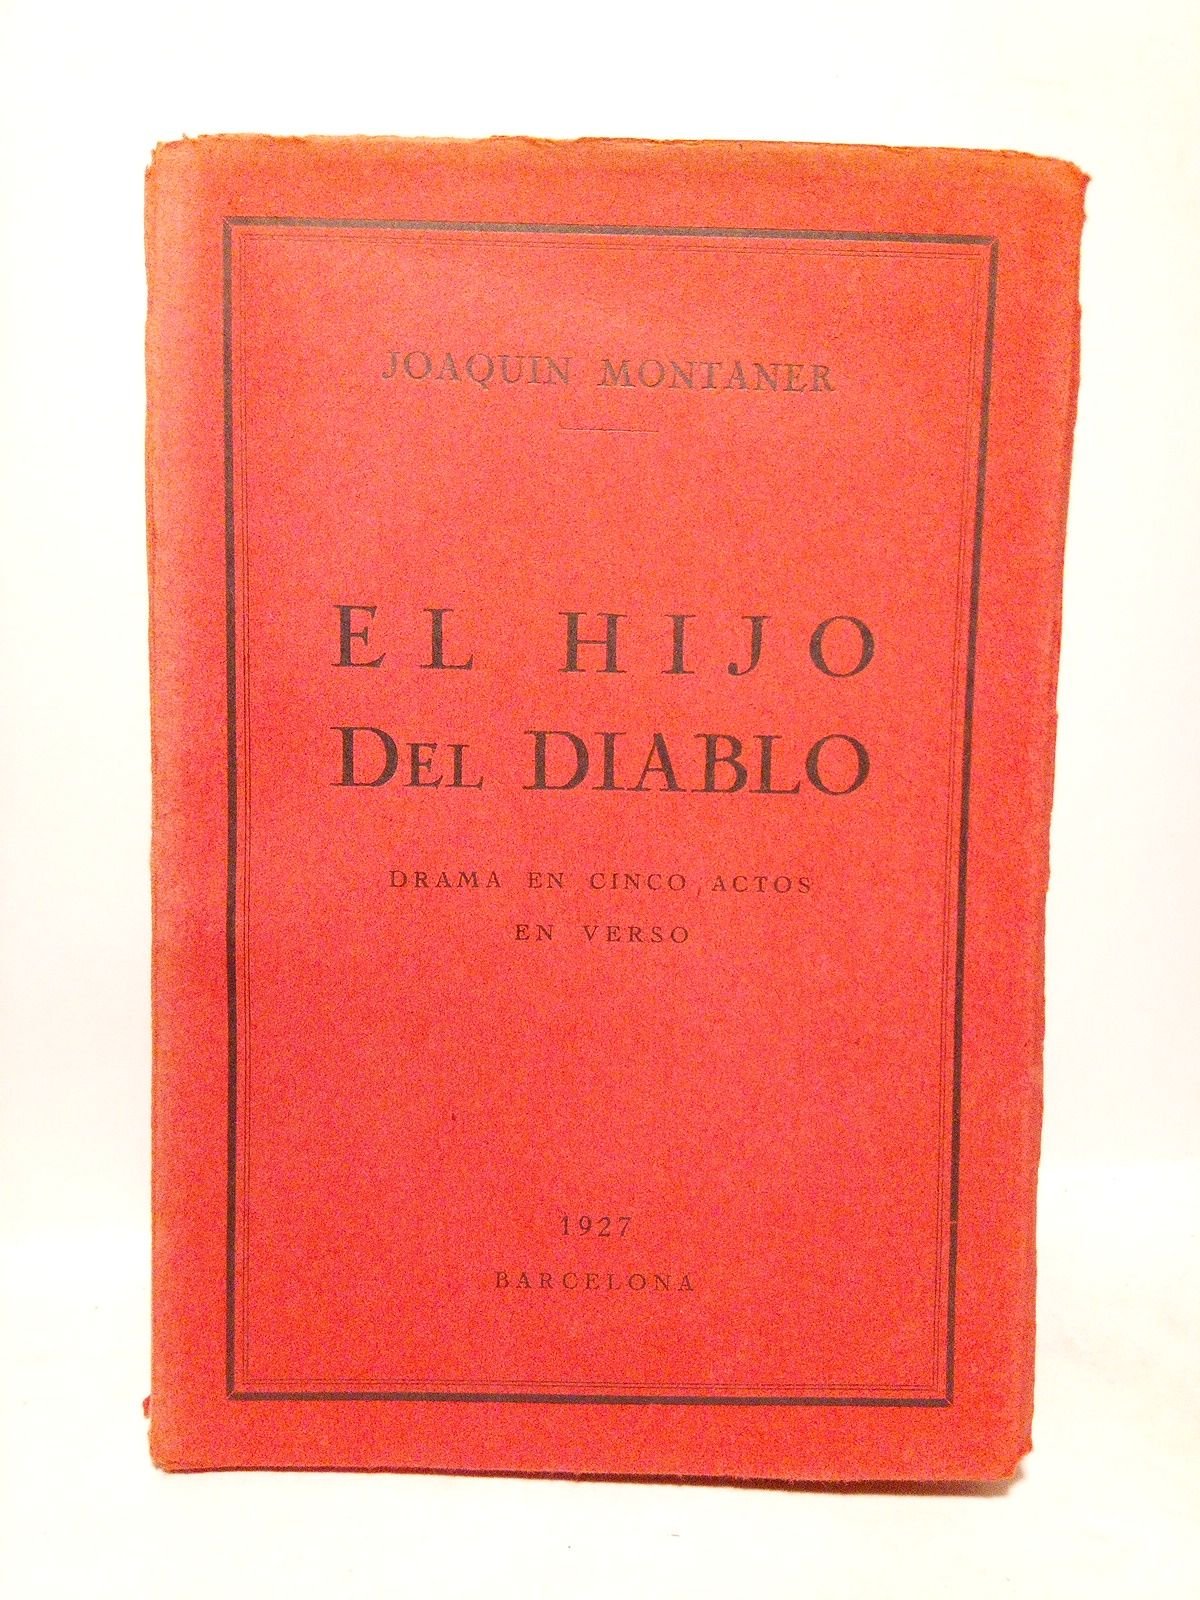 JOAQUIN MONTANER
EL HIJO
DEL DIABLO
DRAMA EN CINCO ACTOS
EN VERSO
1927
BARCELONA